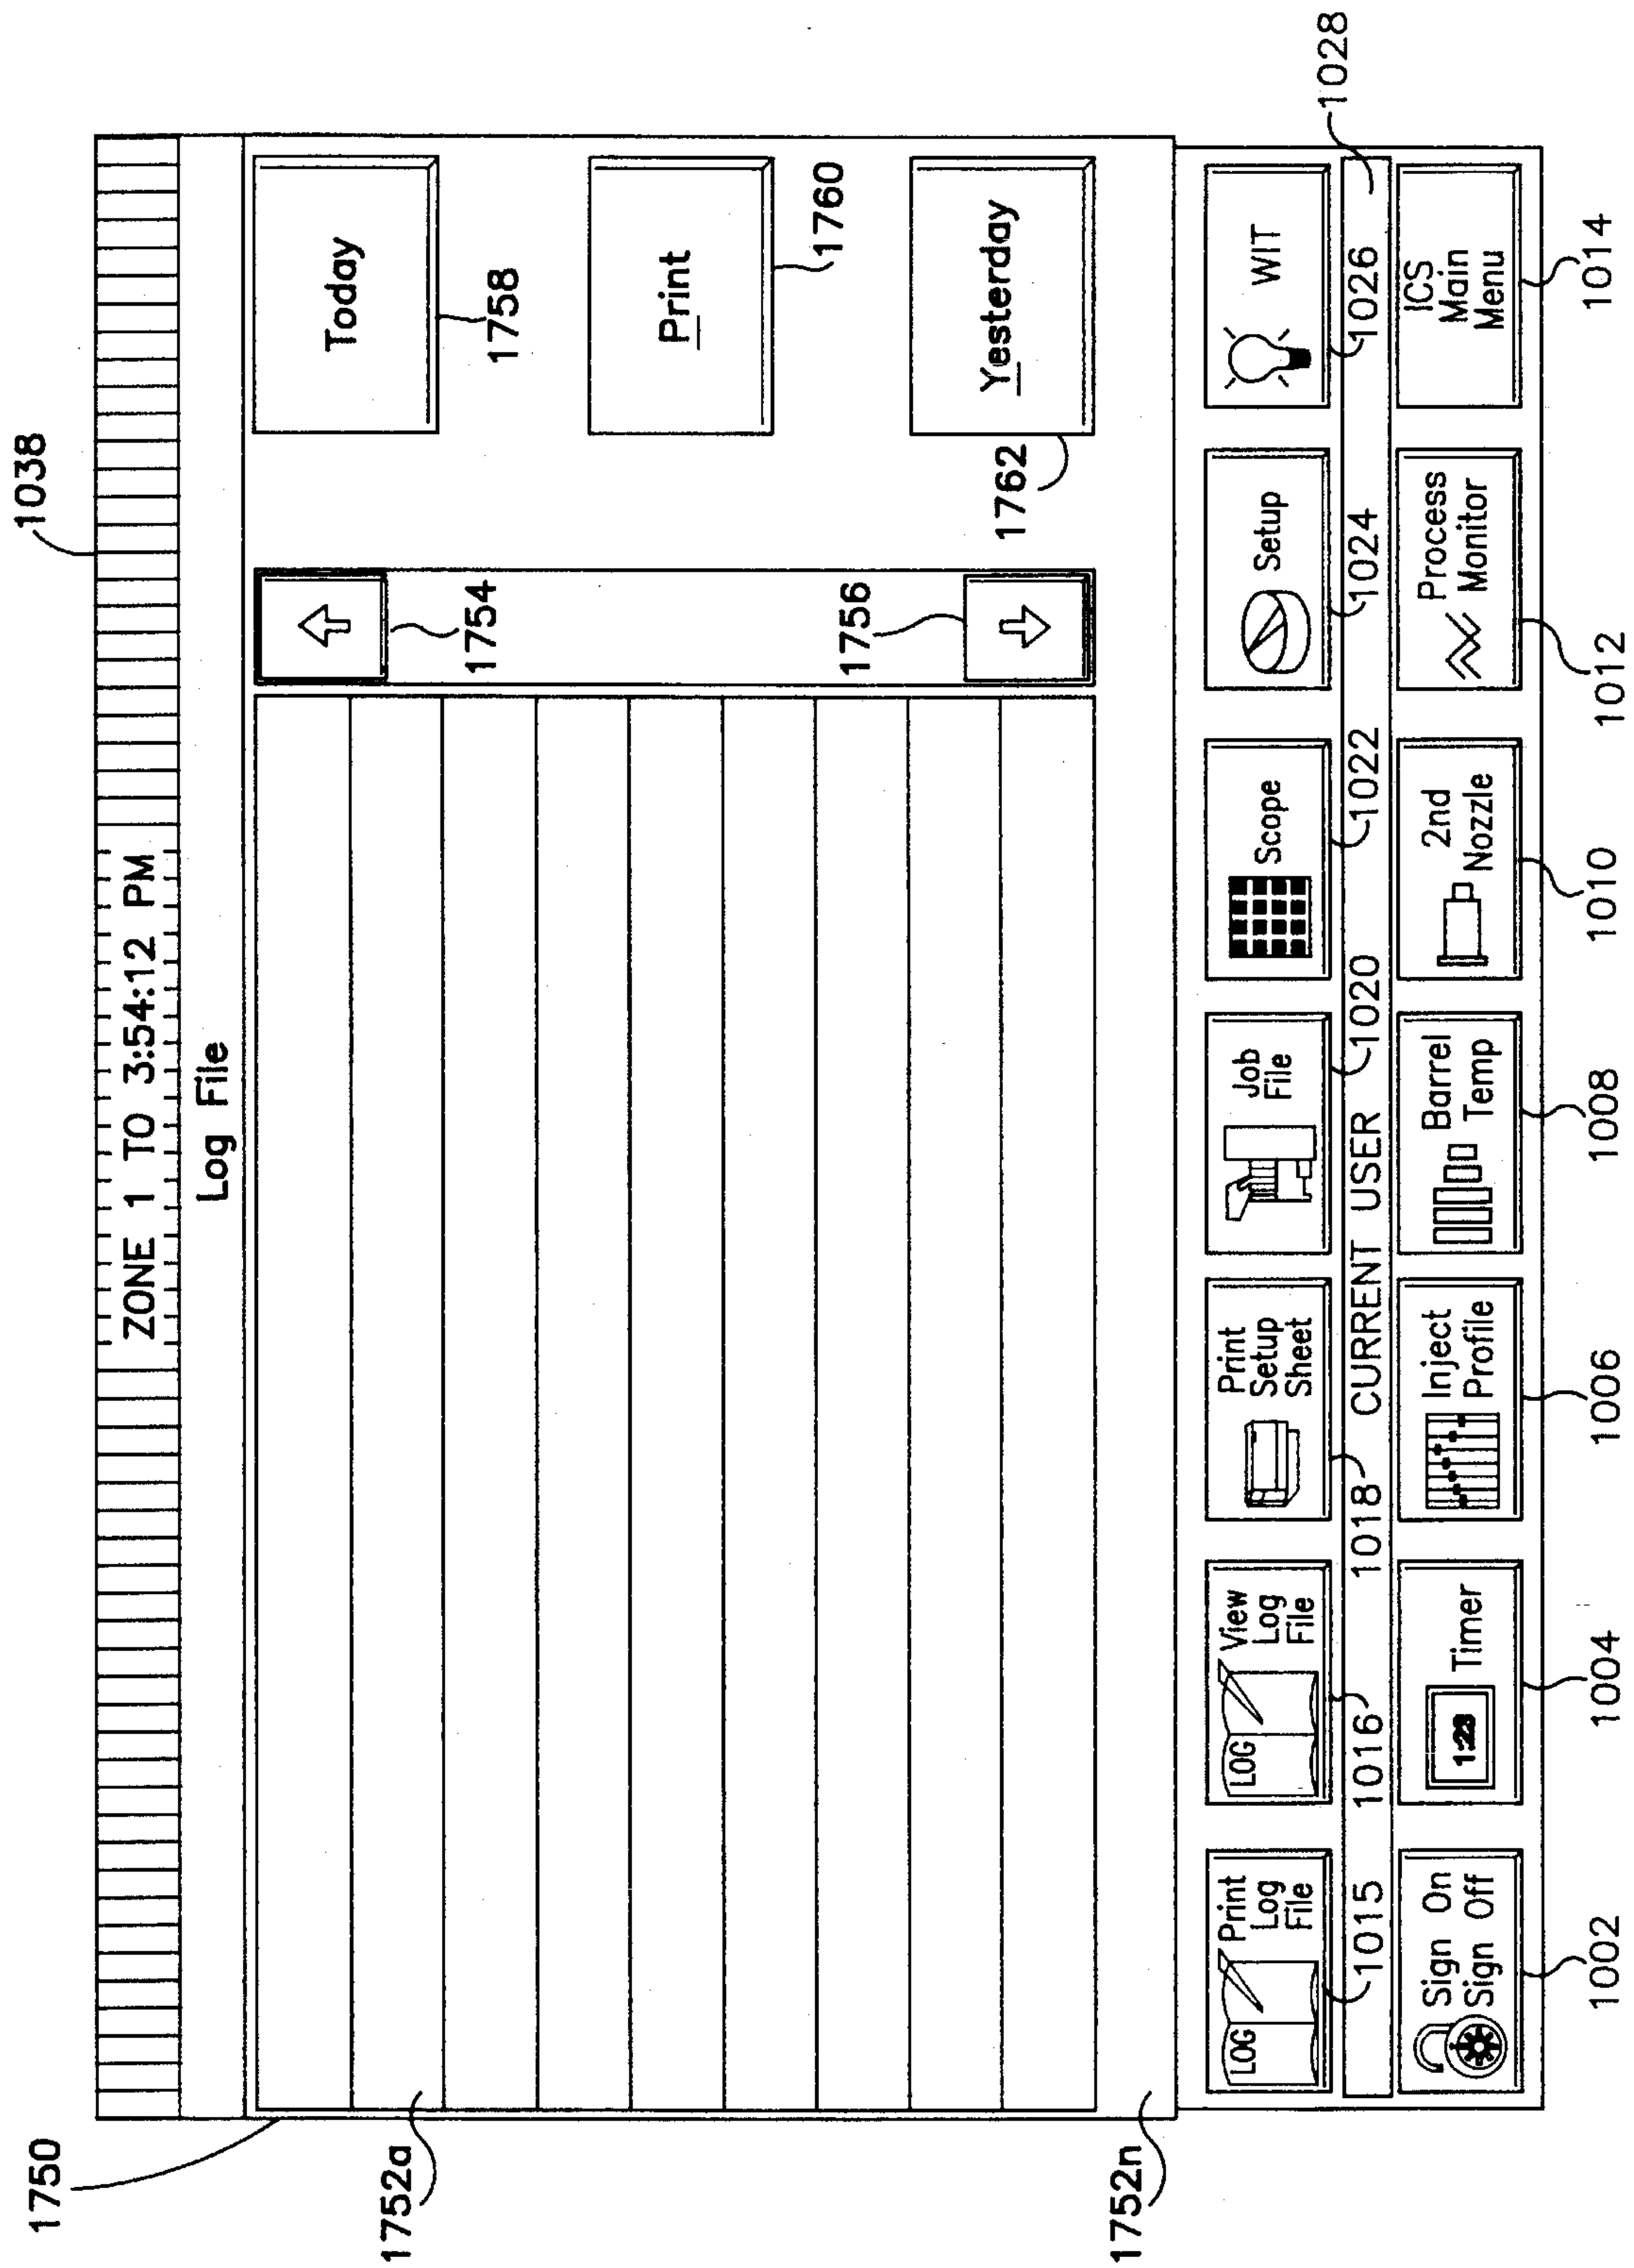 1038
ZONE 1 TO 3:54:12 PM
1750
Log File
1752a
1752n
1754
1756
Today
1758
Print
1760
Yesterday
1762
LOG Print Log File
LOG View Log File
Print Setup Sheet
Job File
Scope
Setup
WIT
1015
1016
1018
CURRENT USER
1020
1022
1024
1026
1028
Sign On Sign Off
1:23 Timer
Inject Profile
Barrel Temp
2nd Nozzle
Process Monitor
ICS Main Menu
1002
1004
1006
1008
1010
1012
1014